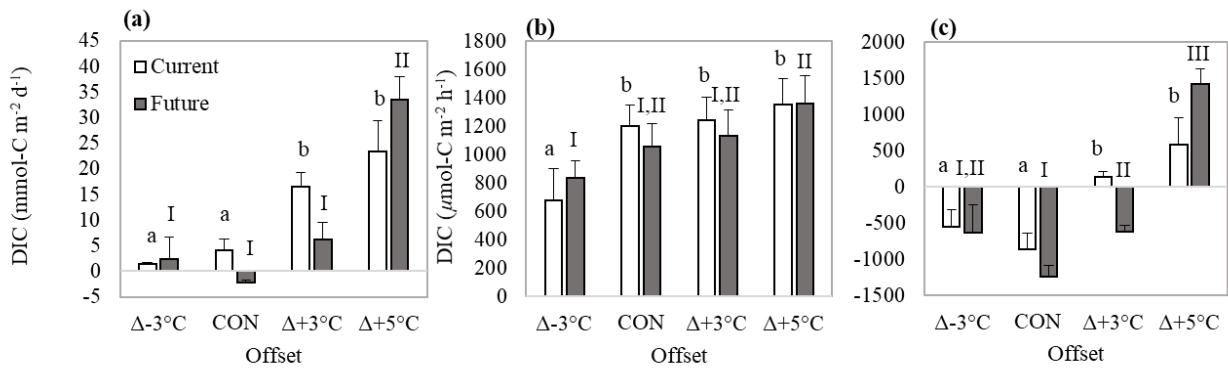 (a)
DIC (mmol-C m⁻² d⁻¹)
45
40
35
30
25
20
15
10
5
0
-5
Current
Future
a I
a I
b I
b II
Δ-3°C CON Δ+3°C Δ+5°C
Offset
(b)
DIC (µmol-C m⁻² h⁻¹)
1800
1600
1400
1200
1000
800
600
400
200
0
a I
b I,II
b I,II
b II
Δ-3°C CON Δ+3°C Δ+5°C
Offset
(c)
2000
1500
1000
500
0
-500
-1000
-1500
a I,II
a I
b II
b III
Δ-3°C CON Δ+3°C Δ+5°C
Offset